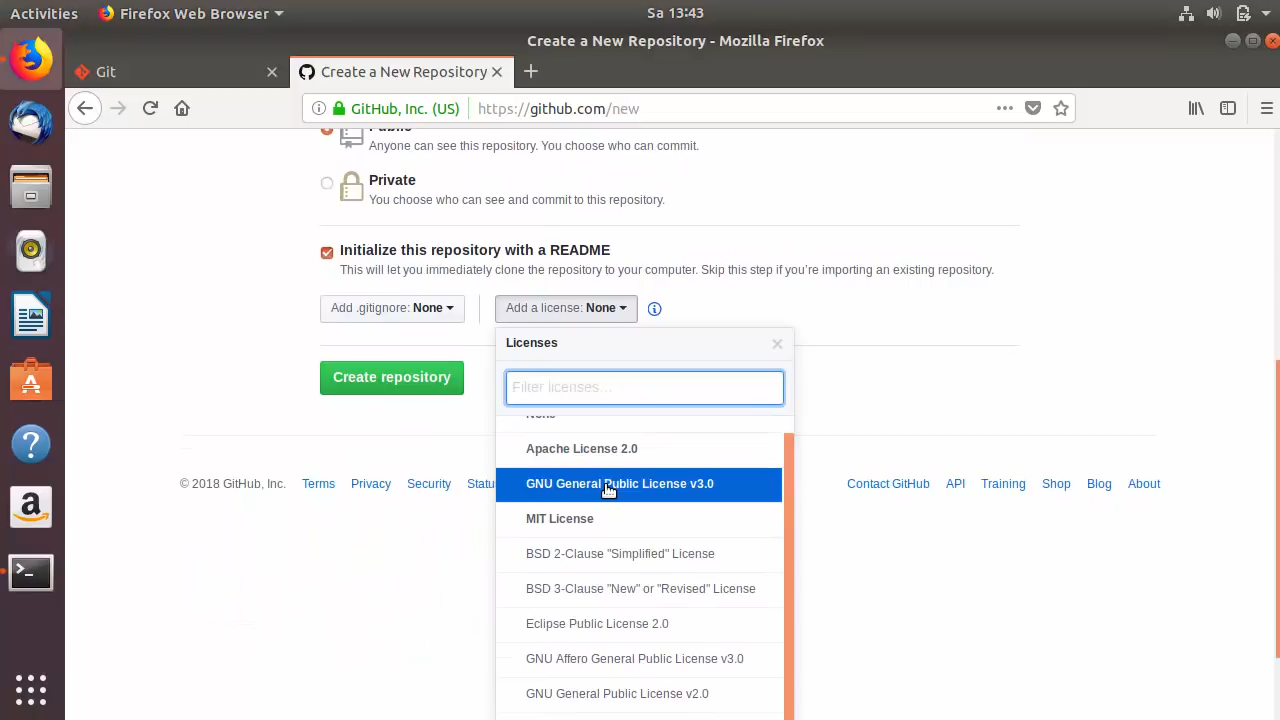 Activities
Firefox Web Browser
Sa 13:43
Create a New Repository - Mozilla Firefox
Git
Create a New Repository
GitHub, Inc. (US)
https://github.com/new
Public
Anyone can see this repository. You choose who can commit.
Private
You choose who can see and commit to this repository.
Initialize this repository with a README
This will let you immediately clone the repository to your computer. Skip this step if you're importing an existing repository.
Add .gitignore: None
Add a license: None
Licenses
Filter licenses...
Create repository
None
Apache License 2.0
GNU General Public License v3.0
MIT License
BSD 2-Clause "Simplified" License
BSD 3-Clause "New" or "Revised" License
Eclipse Public License 2.0
GNU Affero General Public License v3.0
GNU General Public License v2.0
© 2018 GitHub, Inc.
Terms
Privacy
Security
Statu
Contact GitHub
API
Training
Shop
Blog
About